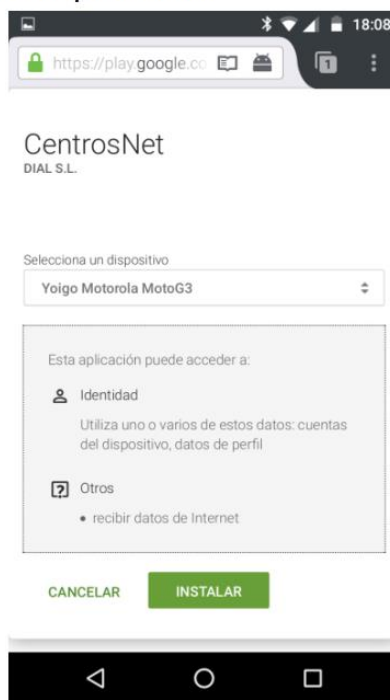 18:08
https://play.google.co
1
CentrosNet
DIAL S.L.
Selecciona un dispositivo
Yoigo Motorola MotoG3
Esta aplicación puede acceder a:
Identidad
Utiliza uno o varios de estos datos: cuentas
del dispositivo, datos de perfil
Otros
• recibir datos de Internet
CANCELAR INSTALAR